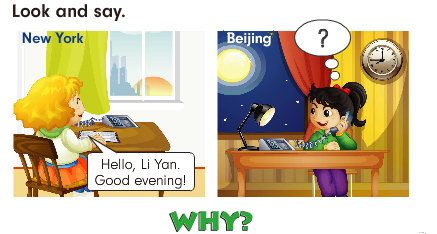 Look and say.
New York
Beijing
?
Hello, Li Yan.
Good evening!
WHY?